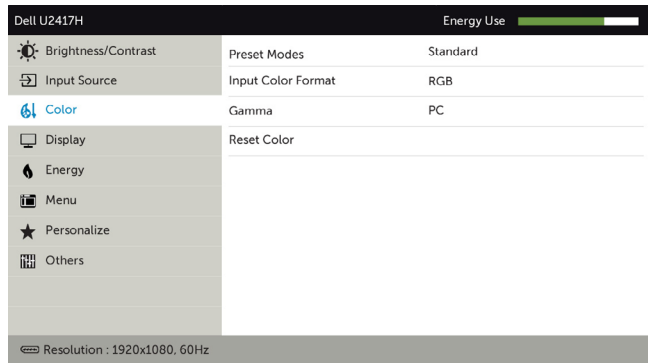 Dell U2417H Energy Use
Brightness/Contrast Preset Modes Standard
Input Source Input Color Format RGB
Color Gamma PC
Display Reset Color
Energy
Menu
Personalize
Others
Resolution : 1920x1080, 60Hz